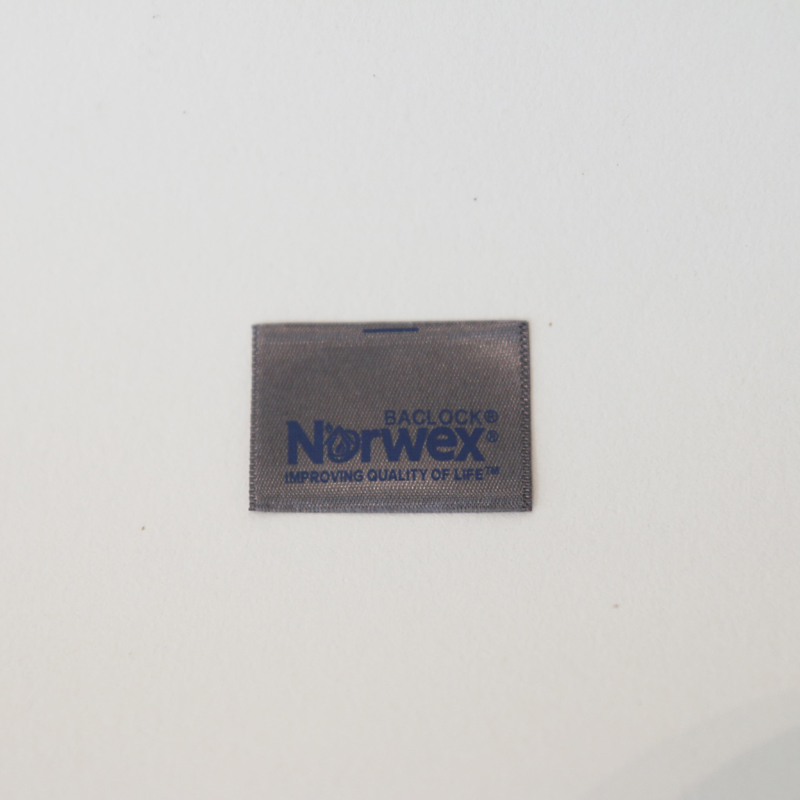 BACLOCK®
Norwex®
IMPROVING QUALITY OF LIFE™